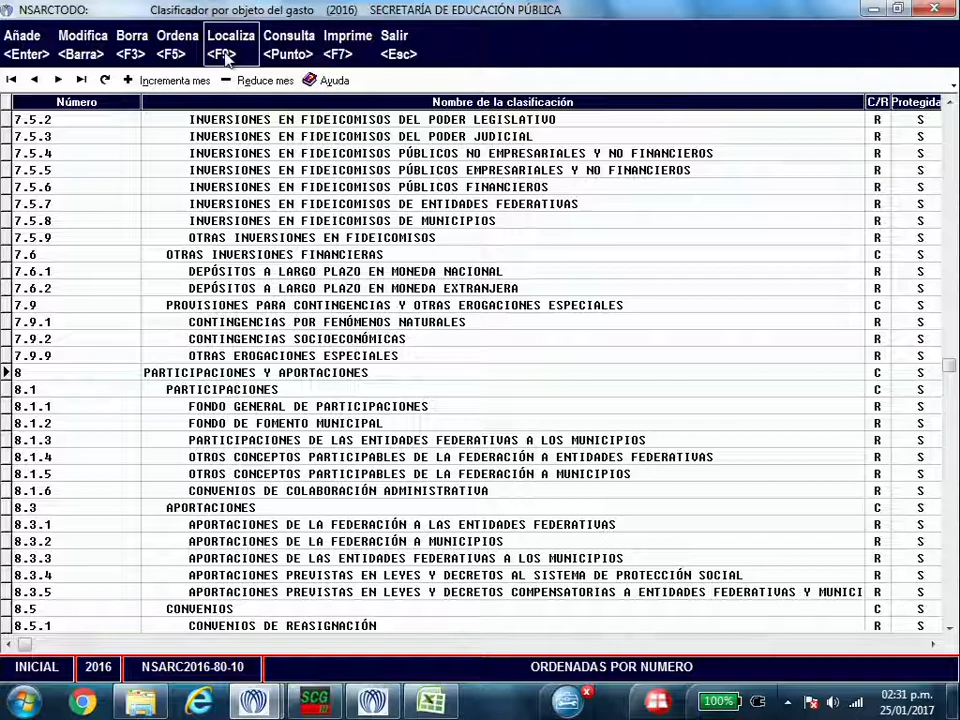 NSARCTODO: Clasificador por objeto del gasto (2016) SECRETARÍA DE EDUCACIÓN PÚBLICA
Añade Modifica Borra Ordena Localiza Consulta Imprime Salir
<Enter> <Barra> <F3> <F5> <Punto> <F7> <Esc>
Incrementa mes Reduce mes Ayuda
Número Nombre de la clasificación C/R Protegida
7.5.2 INVERSIONES EN FIDEICOMISOS DEL PODER LEGISLATIVO R S
7.5.3 INVERSIONES EN FIDEICOMISOS DEL PODER JUDICIAL R S
7.5.4 INVERSIONES EN FIDEICOMISOS PÚBLICOS NO EMPRESARIALES Y NO FINANCIEROS R S
7.5.5 INVERSIONES EN FIDEICOMISOS PÚBLICOS EMPRESARIALES Y NO FINANCIEROS R S
7.5.6 INVERSIONES EN FIDEICOMISOS PÚBLICOS FINANCIEROS R S
7.5.7 INVERSIONES EN FIDEICOMISOS DE ENTIDADES FEDERATIVAS R S
7.5.8 INVERSIONES EN FIDEICOMISOS DE MUNICIPIOS R S
7.5.9 OTRAS INVERSIONES EN FIDEICOMISOS R S
7.6 OTRAS INVERSIONES FINANCIERAS C S
7.6.1 DEPÓSITOS A LARGO PLAZO EN MONEDA NACIONAL R S
7.6.2 DEPÓSITOS A LARGO PLAZO EN MONEDA EXTRANJERA R S
7.9 PROVISIONES PARA CONTINGENCIAS Y OTRAS EROGACIONES ESPECIALES C S
7.9.1 CONTINGENCIAS POR FENÓMENOS NATURALES R S
7.9.2 CONTINGENCIAS SOCIOECONÓMICAS R S
7.9.9 OTRAS EROGACIONES ESPECIALES R S
8 PARTICIPACIONES Y APORTACIONES C S
8.1 PARTICIPACIONES C S
8.1.1 FONDO GENERAL DE PARTICIPACIONES R S
8.1.2 FONDO DE FOMENTO MUNICIPAL R S
8.1.3 PARTICIPACIONES DE LAS ENTIDADES FEDERATIVAS A LOS MUNICIPIOS R S
8.1.4 OTROS CONCEPTOS PARTICIPABLES DE LA FEDERACIÓN A ENTIDADES FEDERATIVAS R S
8.1.5 OTROS CONCEPTOS PARTICIPABLES DE LA FEDERACIÓN A MUNICIPIOS R S
8.1.6 CONVENIOS DE COLABORACIÓN ADMINISTRATIVA R S
8.3 APORTACIONES C S
8.3.1 APORTACIONES DE LA FEDERACIÓN A LAS ENTIDADES FEDERATIVAS R S
8.3.2 APORTACIONES DE LA FEDERACIÓN A MUNICIPIOS R S
8.3.3 APORTACIONES DE LAS ENTIDADES FEDERATIVAS A LOS MUNICIPIOS R S
8.3.4 APORTACIONES PREVISTAS EN LEYES Y DECRETOS AL SISTEMA DE PROTECCIÓN SOCIAL R S
8.3.5 APORTACIONES PREVISTAS EN LEYES Y DECRETOS COMPENSATORIAS A ENTIDADES FEDERATIVAS Y MUNICI R S
8.5 CONVENIOS C S
8.5.1 CONVENIOS DE REASIGNACIÓN R S
INICIAL 2016 NSARC2016-80-10 ORDENADAS POR NUMERO
SCG 100% 02:31 p.m.
25/01/2017